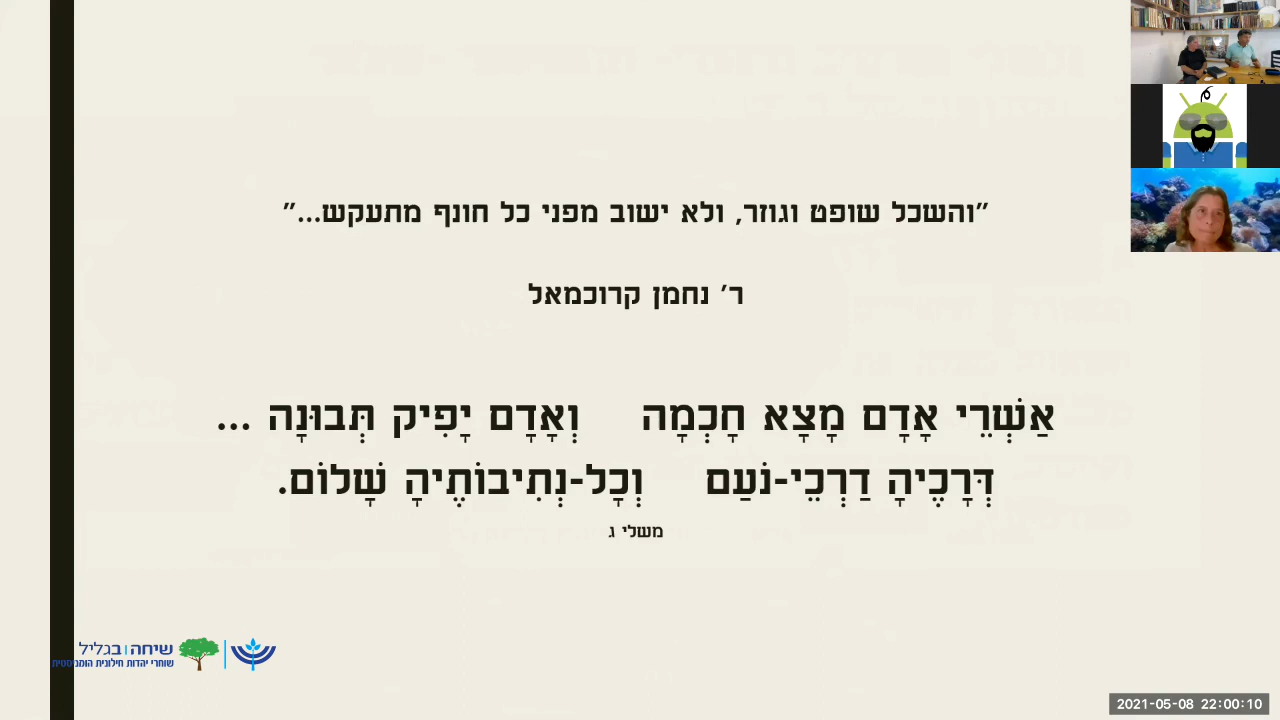 "והשכל שופט וגוזר, ולא ישוב מפני כל חונף מתעקש..."
ר' נחמן קרוכמאל
אַשְׁרֵי אָדָם מָצָא חָכְמָה    וְאָדָם יָפִיק תְּבוּנָה ...
דְּרָכֶיהָ דַרְכֵי-נֹעַם    וְכָל-נְתִיבוֹתֶיהָ שָׁלוֹם.
משלי ג
שיחה|בגליל
שוחרי יהדות חילונית הומניסטית
2021-05-08 22:00:10